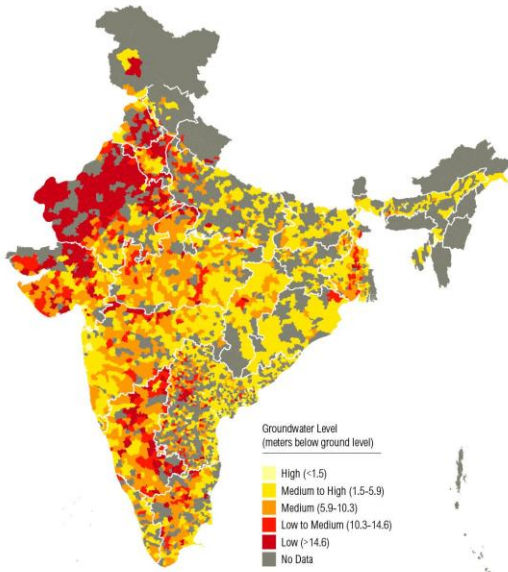 Groundwater Level
(meters below ground level)
High (<1.5)
Medium to High (1.5-5.9)
Medium (5.9-10.3)
Low to Medium (10.3-14.6)
Low (>14.6)
No Data